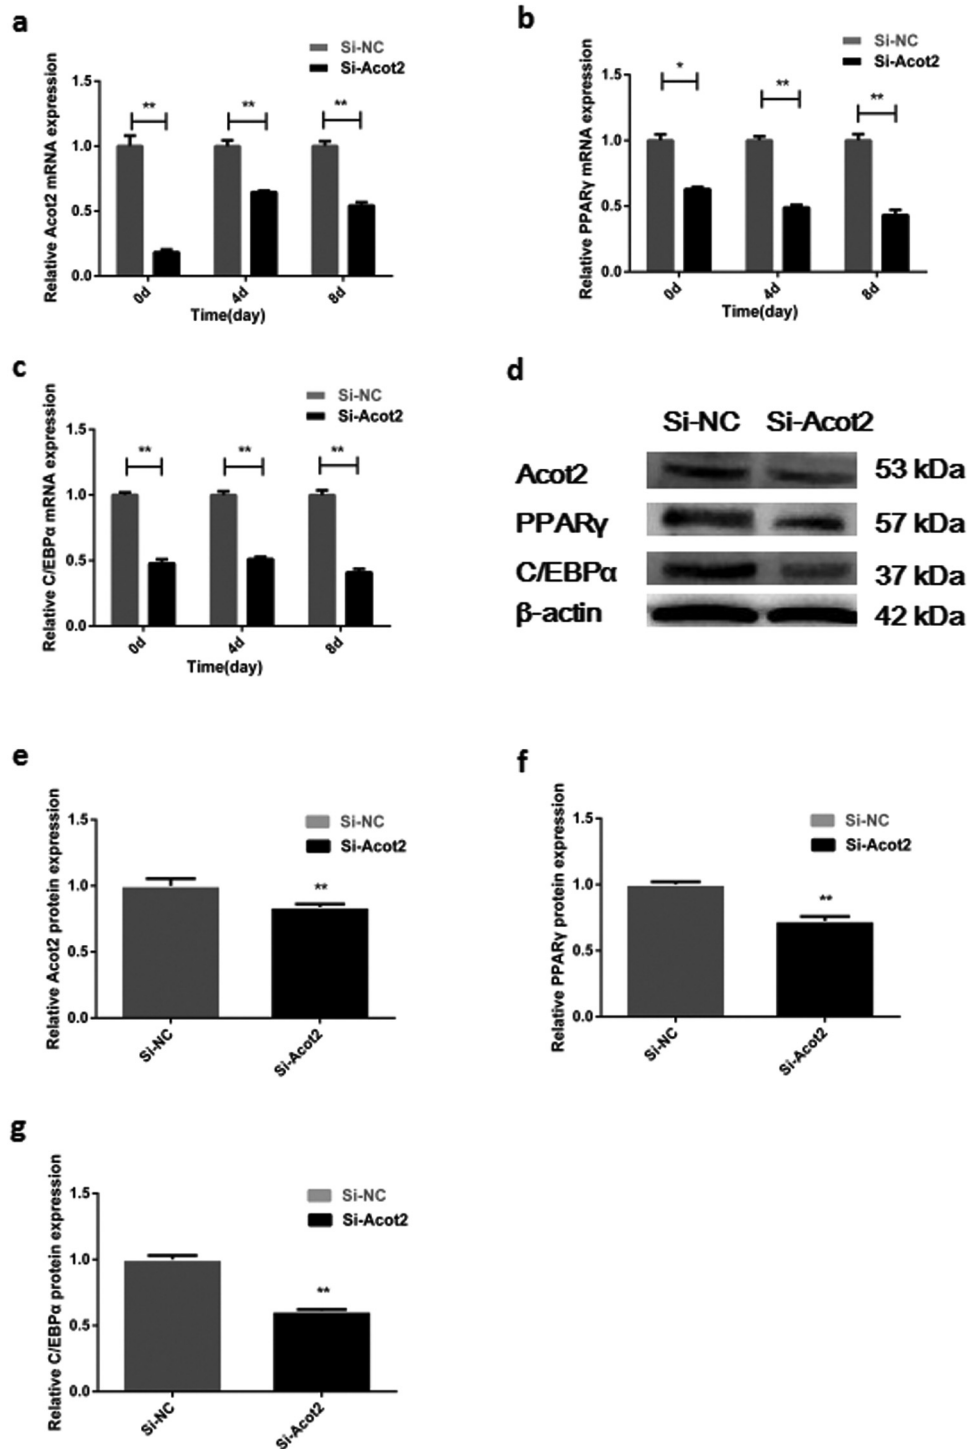 a
Si-NC
Si-Acot2
Relative Acot2 mRNA expression
1.5
1.0
0.5
0.0
** ** **
0d 4d 8d
Time(day)
b
Si-NC
Si-Acot2
Relative PPARγ mRNA expression
1.5
1.0
0.5
0.0
* ** **
0d 4d 8d
Time(day)
c
Si-NC
Si-Acot2
Relative C/EBPα mRNA expression
1.5
1.0
0.5
0.0
** ** **
0d 4d 8d
Time(day)
d
Si-NC Si-Acot2
Acot2 53 kDa
PPARγ 57 kDa
C/EBPα 37 kDa
β-actin 42 kDa
e
Si-NC
Si-Acot2
Relative Acot2 protein expression
1.5
1.0
0.5
0.0
**
Si-NC Si-Acot2
f
Si-NC
Si-Acot2
Relative PPARγ protein expression
1.5
1.0
0.5
0.0
**
Si-NC Si-Acot2
g
Si-NC
Si-Acot2
Relative C/EBPα protein expression
1.5
1.0
0.5
0.0
**
Si-NC Si-Acot2